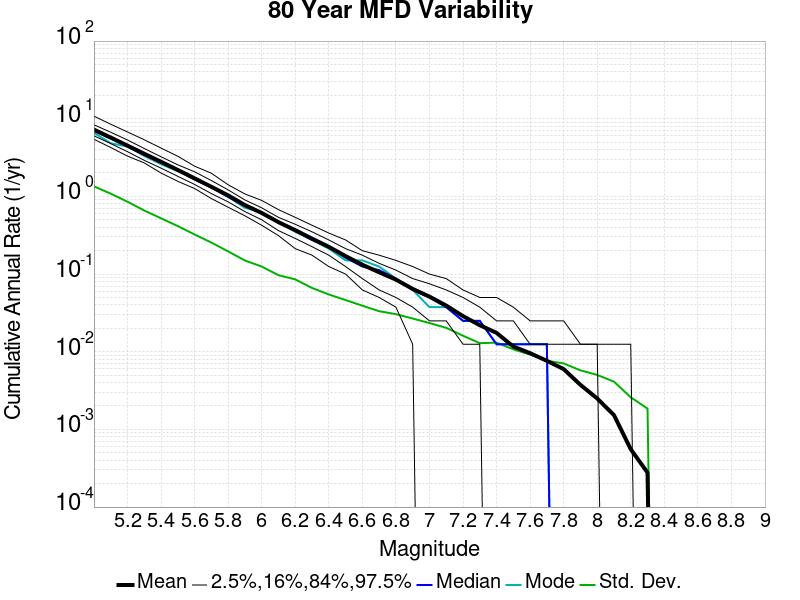 80 Year MFD Variability
Cumulative Annual Rate (1/yr)
10^2
10^1
10^0
10^-1
10^-2
10^-3
10^-4
5.2 5.4 5.6 5.8 6 6.2 6.4 6.6 6.8 7 7.2 7.4 7.6 7.8 8 8.2 8.4 8.6 8.8 9
Magnitude
Mean 2.5%,16%,84%,97.5% Median Mode Std. Dev.